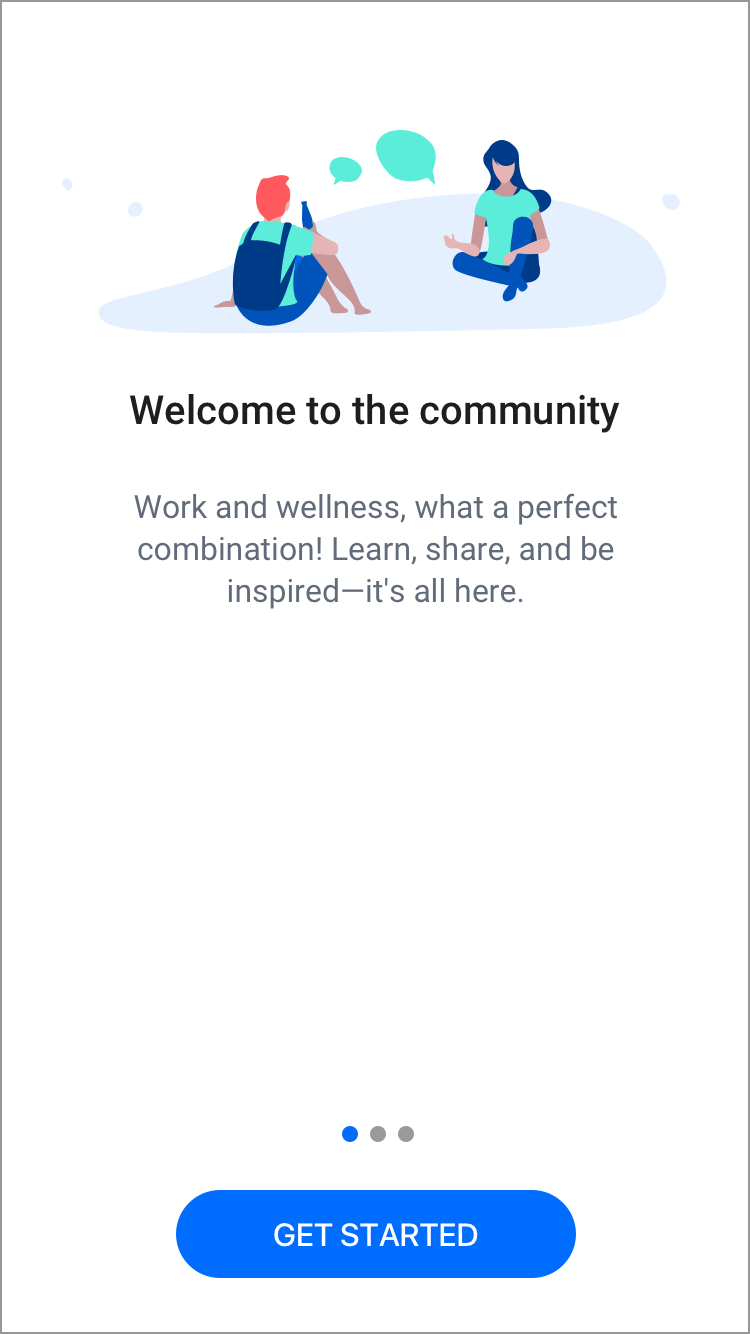 Welcome to the community
Work and wellness, what a perfect
combination! Learn, share, and be
inspired—it's all here.
GET STARTED